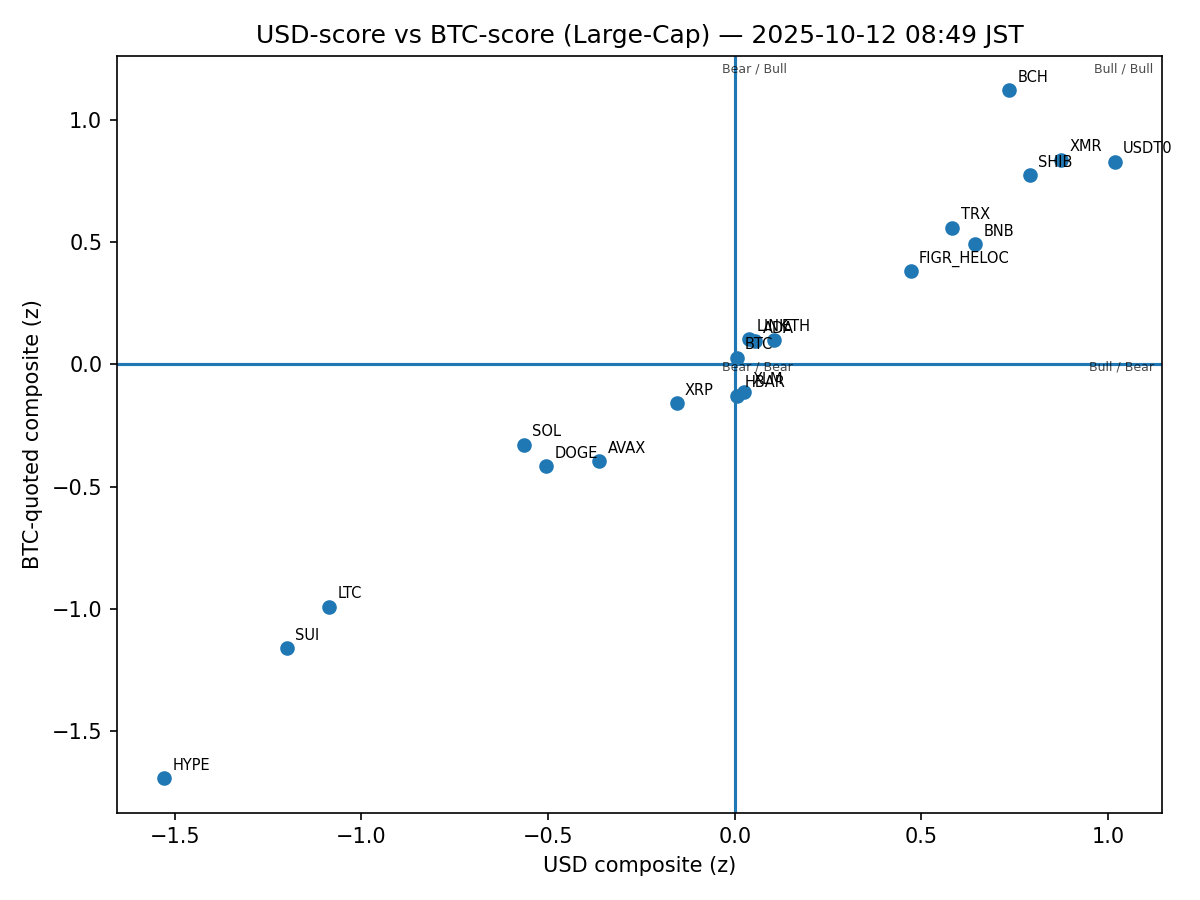 USD-score vs BTC-score (Large-Cap) — 2025-10-12 08:49 JST
Bear / Bull
Bull / Bull
BCH
XMR
USDT0
SHIB
TRX
BNB
FIGR_HELOC
LINK
ADA
ETH
BTC
Bear / Bear
Bull / Bear
XLM
HBAR
XRP
SOL
DOGE
AVAX
LTC
SUI
HYPE
1.0
0.5
0.0
−0.5
−1.0
−1.5
BTC-quoted composite (z)
−1.5
−1.0
−0.5
0.0
0.5
1.0
USD composite (z)